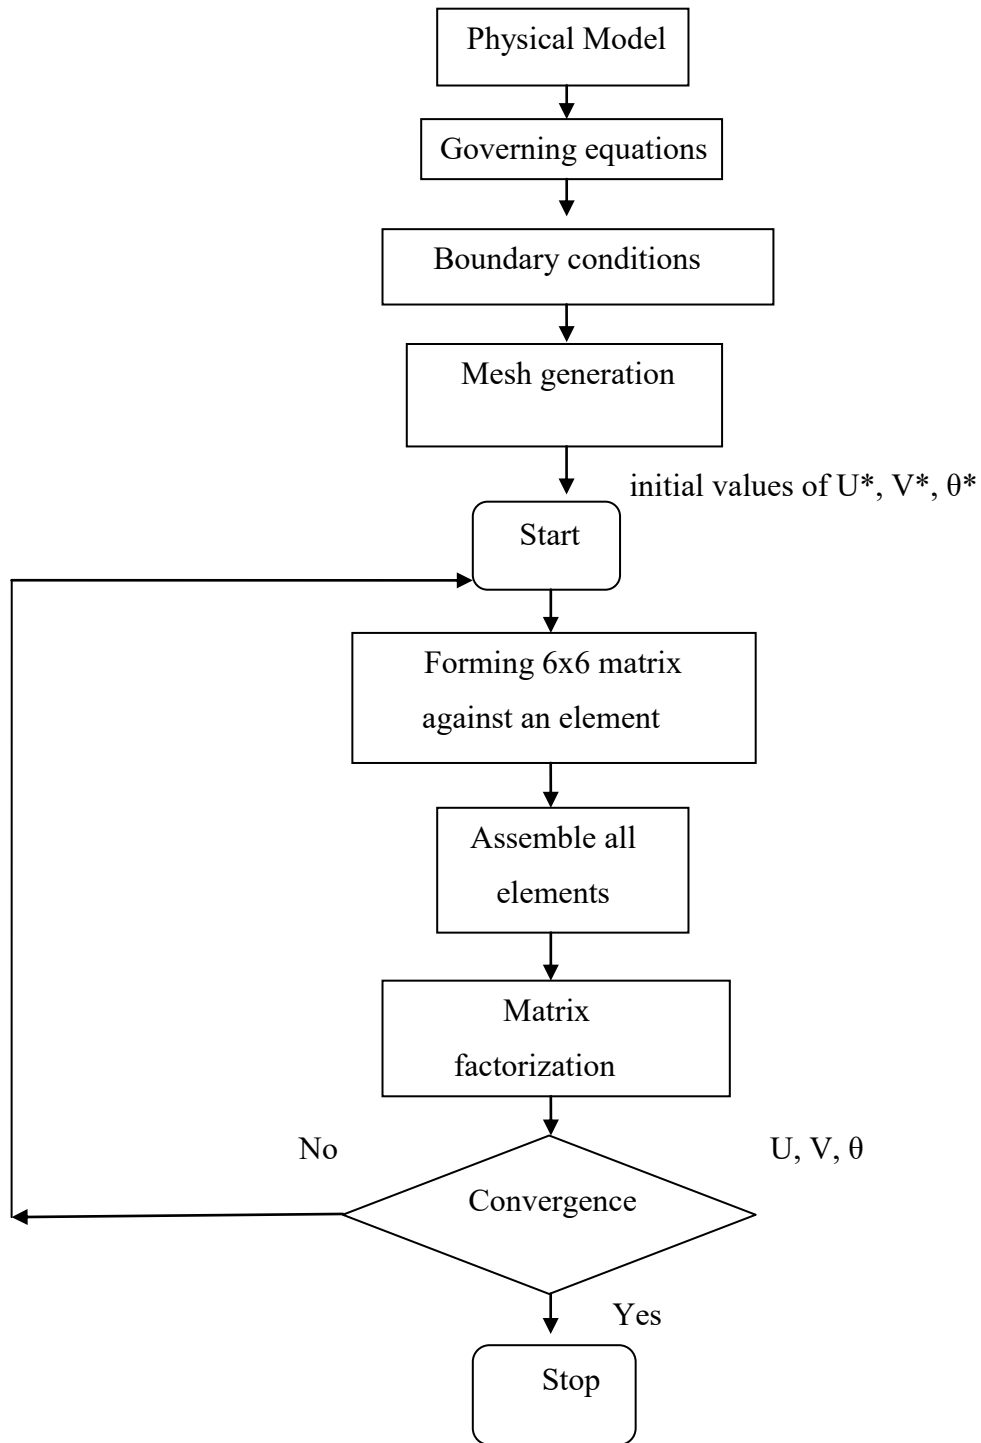 Physical Model
Governing equations
Boundary conditions
Mesh generation
initial values of U*, V*, θ*
Start
Forming 6x6 matrix
against an element
Assemble all
elements
Matrix
factorization
No
U, V, θ
Convergence
Yes
Stop